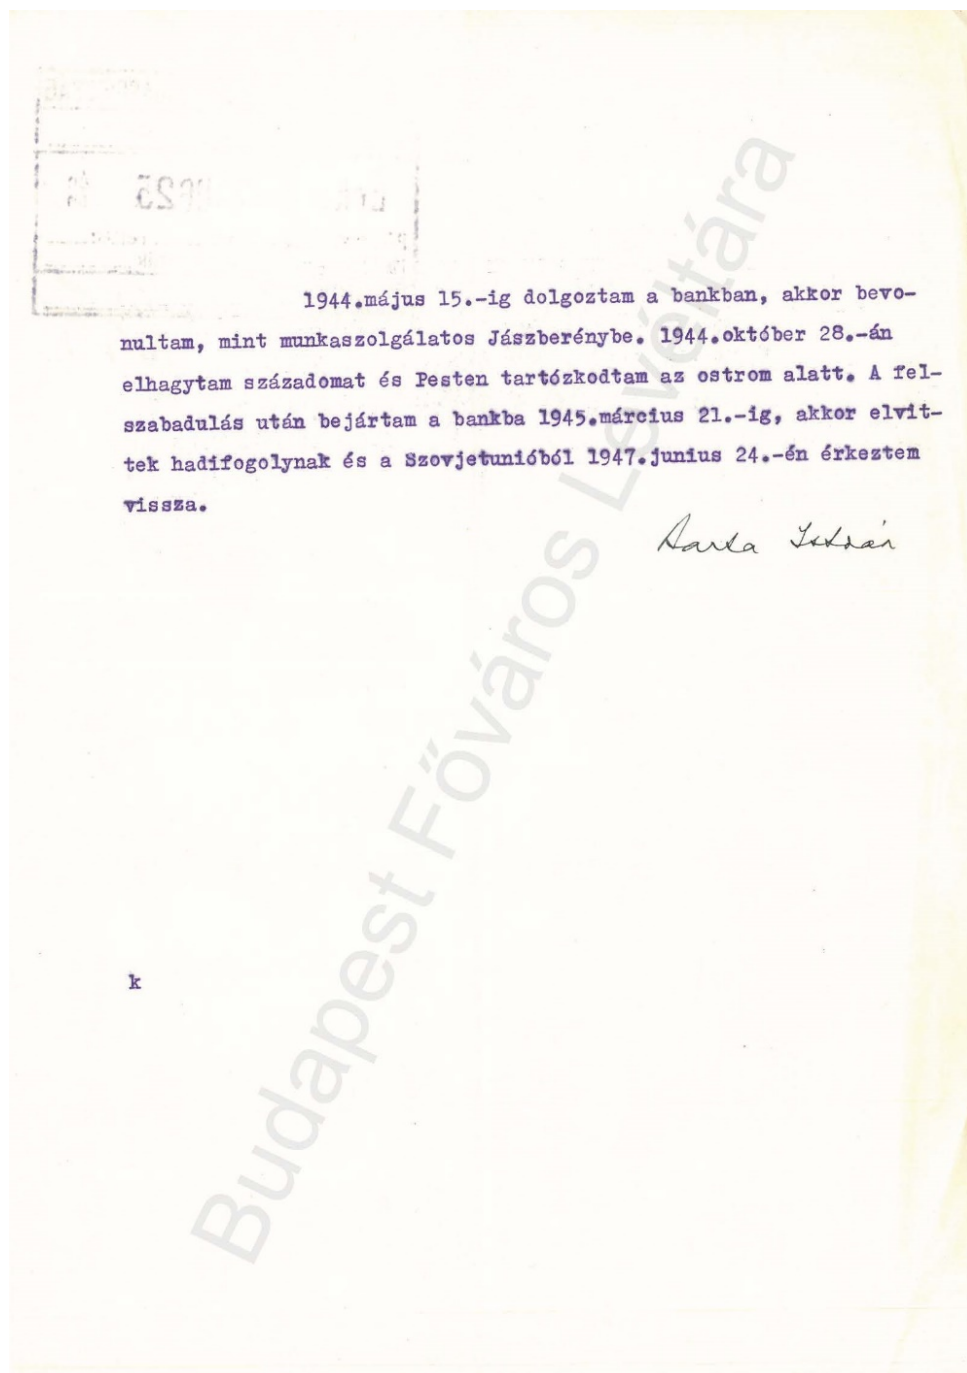 1944.május 15.-ig dolgoztam a bankban, akkor bevo-
nultam, mint munkaszolgálatos Jászberénybe. 1944.október 28.-án
elhagytam századomat és Pesten tartózkodtam az ostrom alatt. A fel-
szabadulás után bejártam a bankba 1945.március 21.-ig, akkor elvit-
tek hadifogolynak és a Szovjetunióból 1947.junius 24.-én érkeztem
vissza.
István
k
Budapest Főváros Levéltára